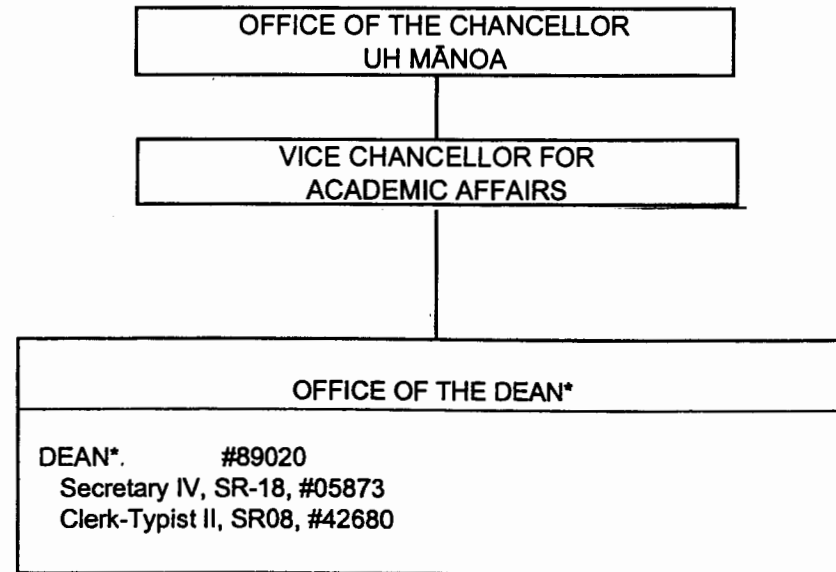 OFFICE OF THE CHANCELLOR
UH MĀNOA
VICE CHANCELLOR FOR
ACADEMIC AFFAIRS
OFFICE OF THE DEAN*
DEAN*. #89020
Secretary IV, SR-18, #05873
Clerk-Typist II, SR08, #42680